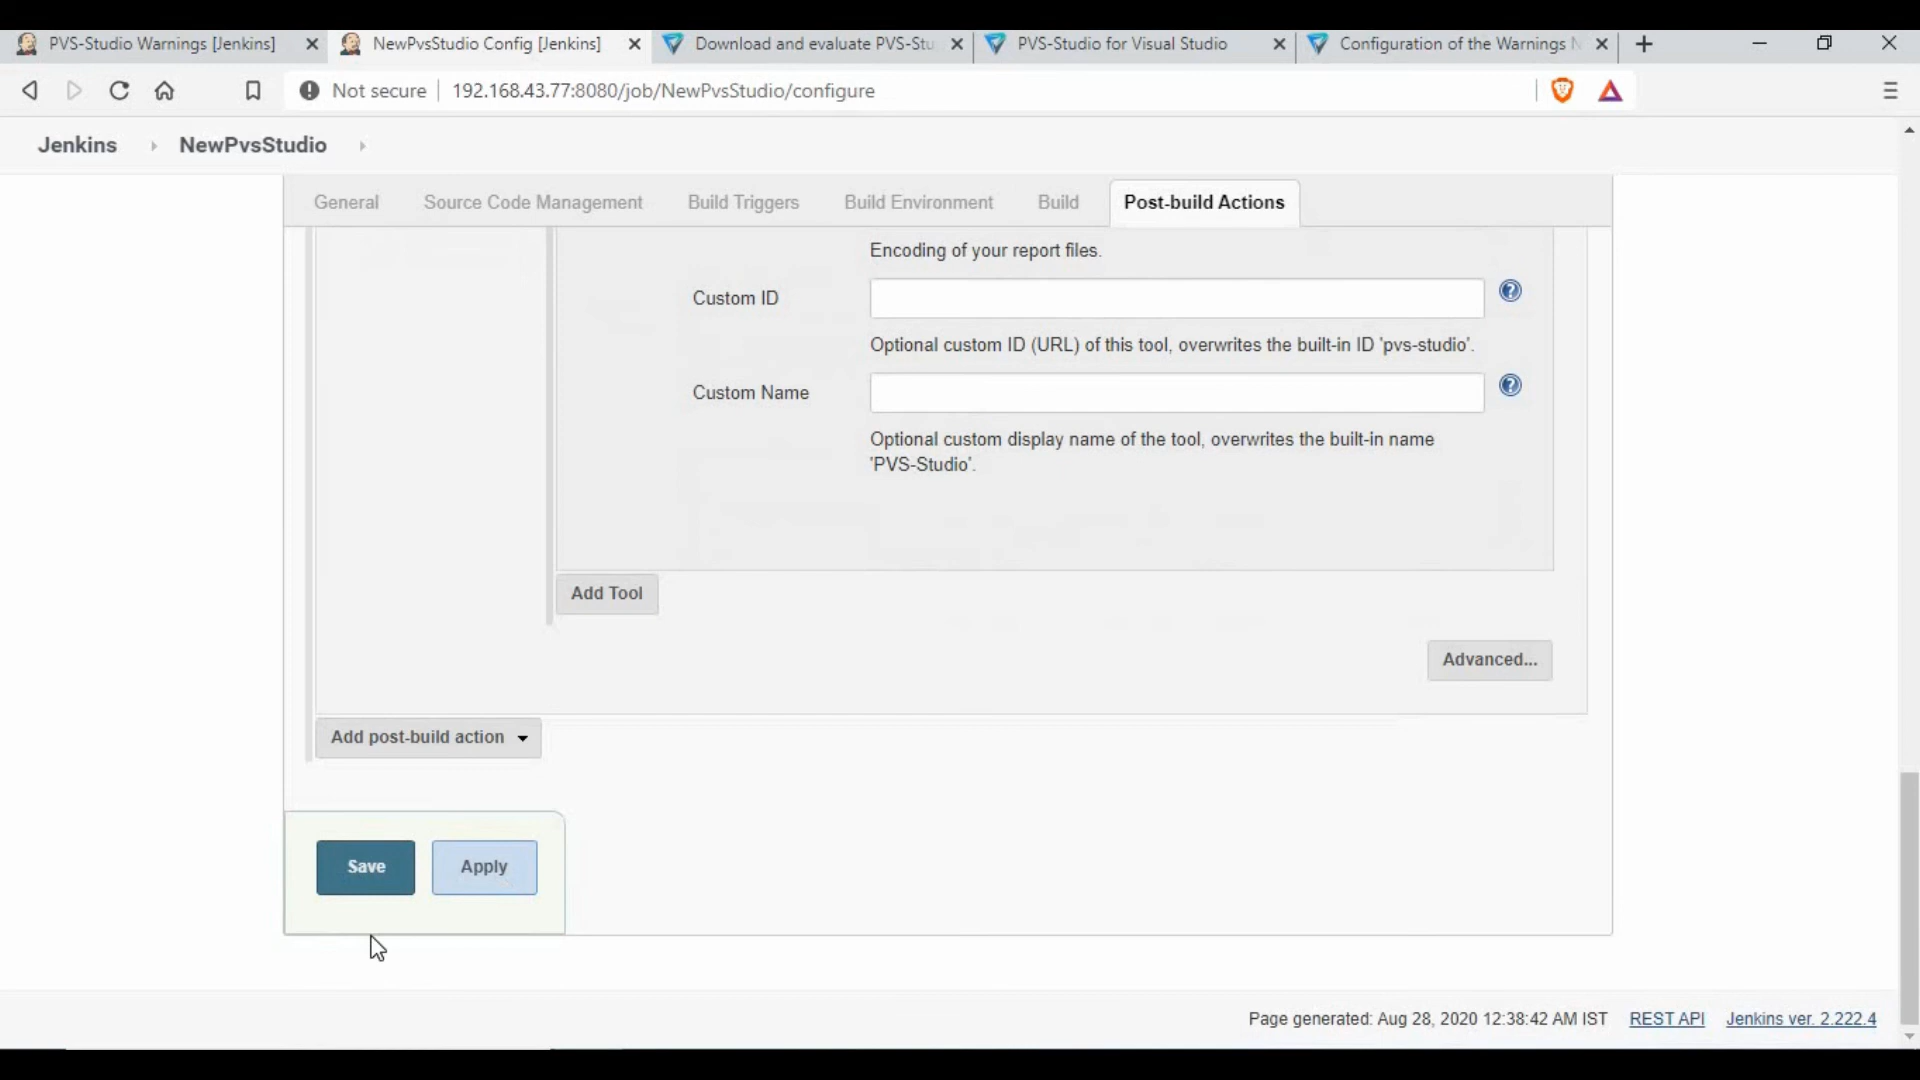 PVS-Studio Warnings [Jenkins]
NewPvsStudio Config [Jenkins]
Download and evaluate PVS-Stu
PVS-Studio for Visual Studio
Configuration of the Warnings N
Not secure
192.168.43.77:8080/job/NewPvsStudio/configure
Jenkins
NewPvsStudio
General
Source Code Management
Build Triggers
Build Environment
Build
Post-build Actions
Encoding of your report files.
Custom ID
Optional custom ID (URL) of this tool, overwrites the built-in ID 'pvs-studio'.
Custom Name
Optional custom display name of the tool, overwrites the built-in name
'PVS-Studio'.
Add Tool
Advanced...
Add post-build action
Save
Apply
Page generated: Aug 28, 2020 12:38:42 AM IST
REST API
Jenkins ver. 2.222.4